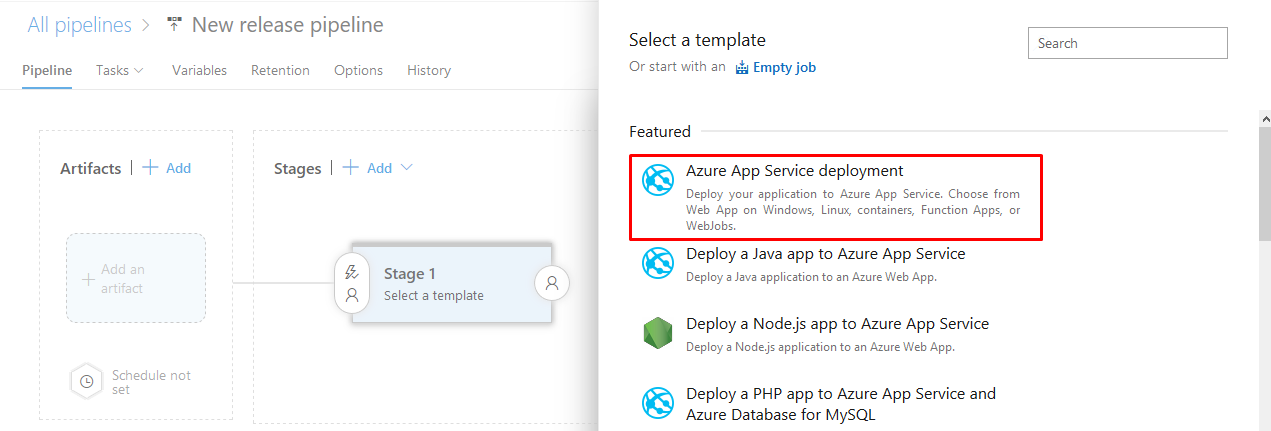 All pipelines > New release pipeline
Pipeline Tasks Variables Retention Options History
Artifacts | + Add
Stages | + Add
+ Add an
artifact
Schedule not
set
Stage 1
Select a template
Select a template
Search
Or start with an Empty job
Featured
Azure App Service deployment
Deploy your application to Azure App Service. Choose from
Web App on Windows, Linux, containers, Function Apps, or
WebJobs.
Deploy a Java app to Azure App Service
Deploy a Java application to an Azure Web App.
Deploy a Node.js app to Azure App Service
Deploy a Node.js application to an Azure Web App.
Deploy a PHP app to Azure App Service and
Azure Database for MySQL